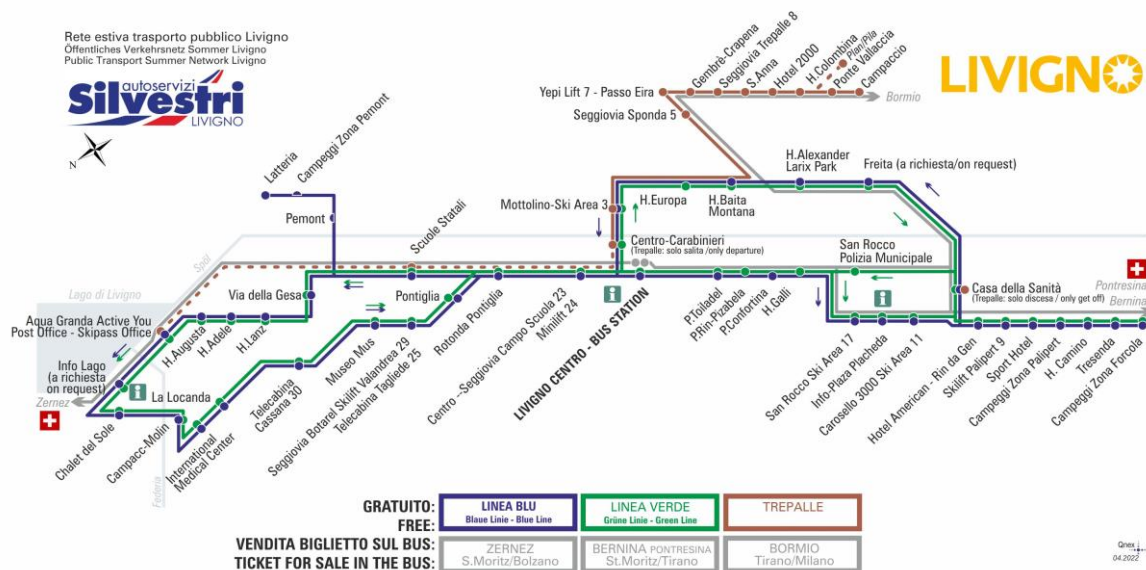 Rete estiva trasporto pubblico Livigno
Öffentliches Verkehrsnetz Sommer Livigno
Public Transport Summer Network Livigno
autoservizi
Silvestri
LIVIGNO
N
LIVIGNO
Gembrè-Crapena
Seggiovia Trepalle 8
S.Anna
Hotel 2000
H.Colombina
Plan/Pila
Ponte Vallaccia
Campaccio
Bormio
Yepi Lift 7 - Passo Eira
Seggiovia Sponda 5
Latteria
Campeggi Zona Pemont
Pemont
Scuole Statali
Mottolino-Ski Area 3
H.Europa
H.Baita
Montana
H.Alexander
Larix Park
Freita (a richiesta/on request)
Centro-Carabinieri
(Trepalle: solo salita /only departure)
San Rocco
Polizia Municipale
Casa della Sanità
(Trepalle: solo discesa / only get off)
Pontresina
Bernina
Spöl
Lago di Livigno
Aqua Granda Active You
Post Office - Skipass Office
Info Lago
(a richiesta
on request)
Zernez
Via della Gesa
Pontiglia
H.Augusta
H.Adele
H.Lanz
La Locanda
Chalet del Sole
Campacc-Molin
Federia
International
Medical Center
Telecabina
Cassana 30
Museo Mus
Seggiovia Botarel Skilift Valandrea 29
Telecabina Tagliede 25
Rotonda Pontiglia
Centro --Seggiovia Campo Scuola 23
Minilift 24
i
LIVIGNO CENTRO - BUS STATION
P.Toiladel
P.Rin-Pizabela
P.Confortina
H.Galli
San Rocco Ski Area 17
Info-Plaza Placheda
Carosello 3000 Ski Area 11
Hotel American - Rin da Gen
Skilift Palipert 9
Sport Hotel
Campeggi Zona Palipert
H. Camino
Tresenda
Campeggi Zona Forcola
i
i
GRATUITO:
FREE:
LINEA BLU
Blaue Linie - Blue Line
LINEA VERDE
Grüne Linie - Green Line
TREPALLE
VENDITA BIGLIETTO SUL BUS:
TICKET FOR SALE IN THE BUS:
ZERNEZ
S.Moritz/Bolzano
BERNINA PONTRESINA
St.Moritz/Tirano
BORMIO
Tirano/Milano
Qnex
04.2022